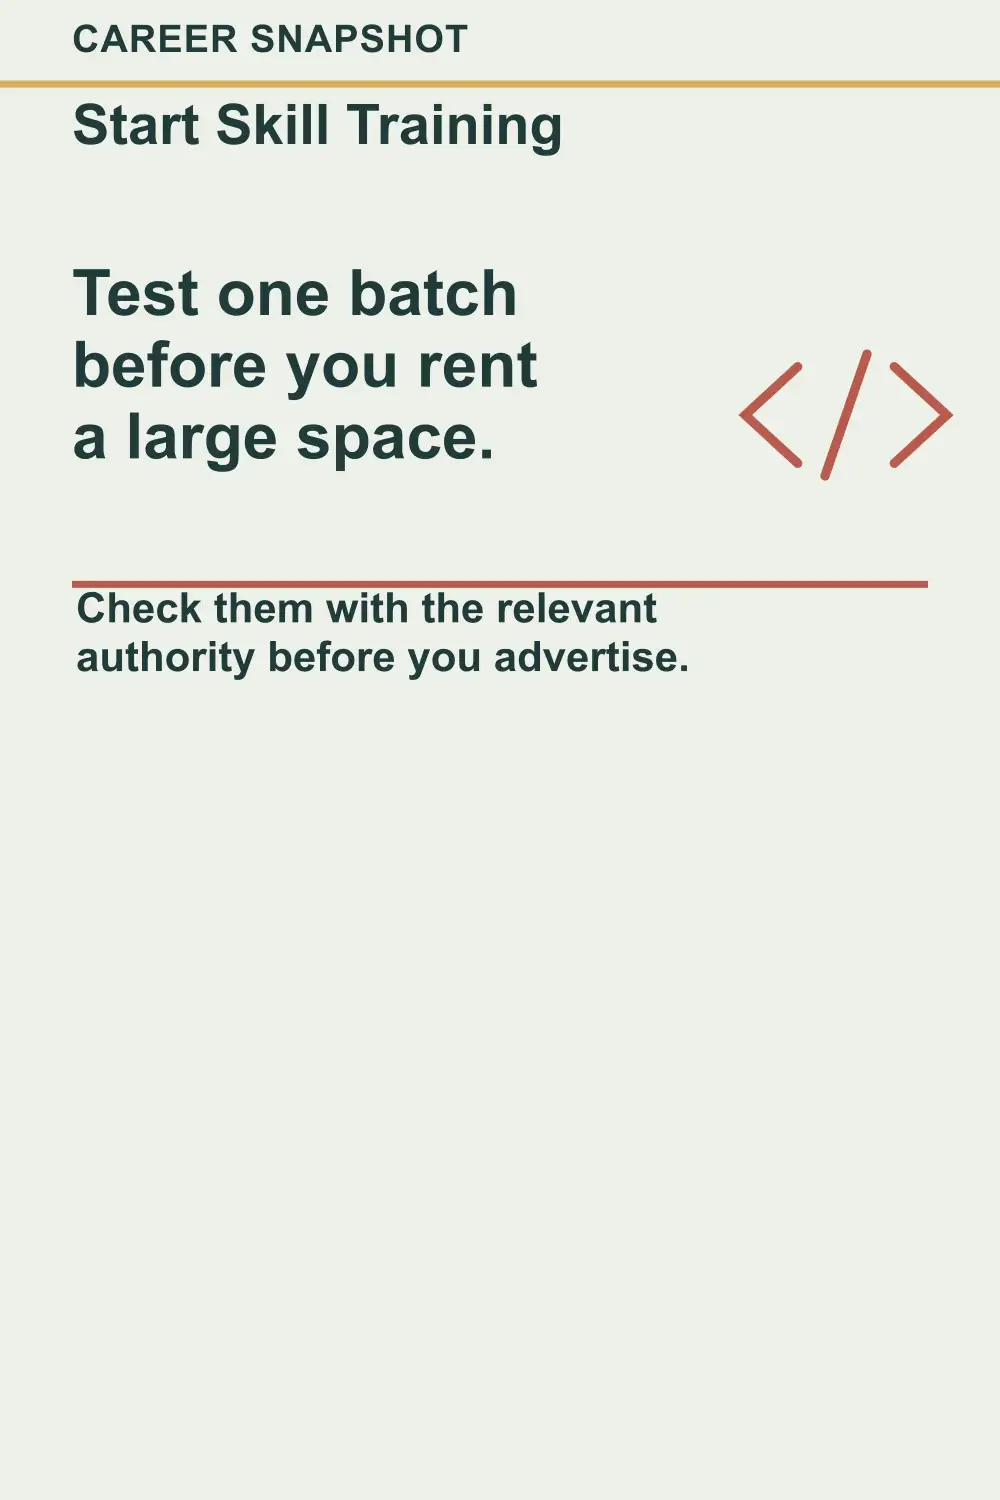 CAREER SNAPSHOT
Start Skill Training
Test one batch
before you rent
a large space.
Check them with the relevant
authority before you advertise.